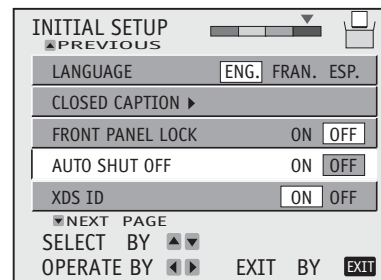 INITIAL SETUP
▲PREVIOUS
LANGUAGE ENG. FRAN. ESP.
CLOSED CAPTION ▶
FRONT PANEL LOCK ON OFF
AUTO SHUT OFF ON OFF
XDS ID ON OFF
▼NEXT PAGE
SELECT BY ▲▼
OPERATE BY ◀▶ EXIT BY EXIT